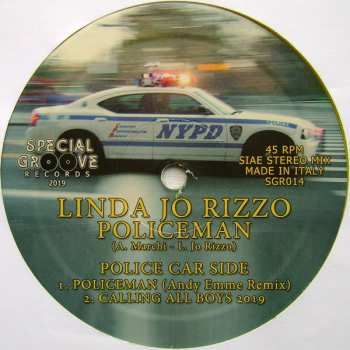 NYPD
SPECIAL
GROOVE
RECORDS
2019
45 RPM
SIAE STEREO MIX
MADE IN ITALY
SGR014
LINDA JO RIZZO
POLICEMAN
(A. Marchi - L. Jo Rizzo)
POLICE CAR SIDE
1. POLICEMAN (Andy Emme Remix)
2. CALLING ALL BOYS 2019